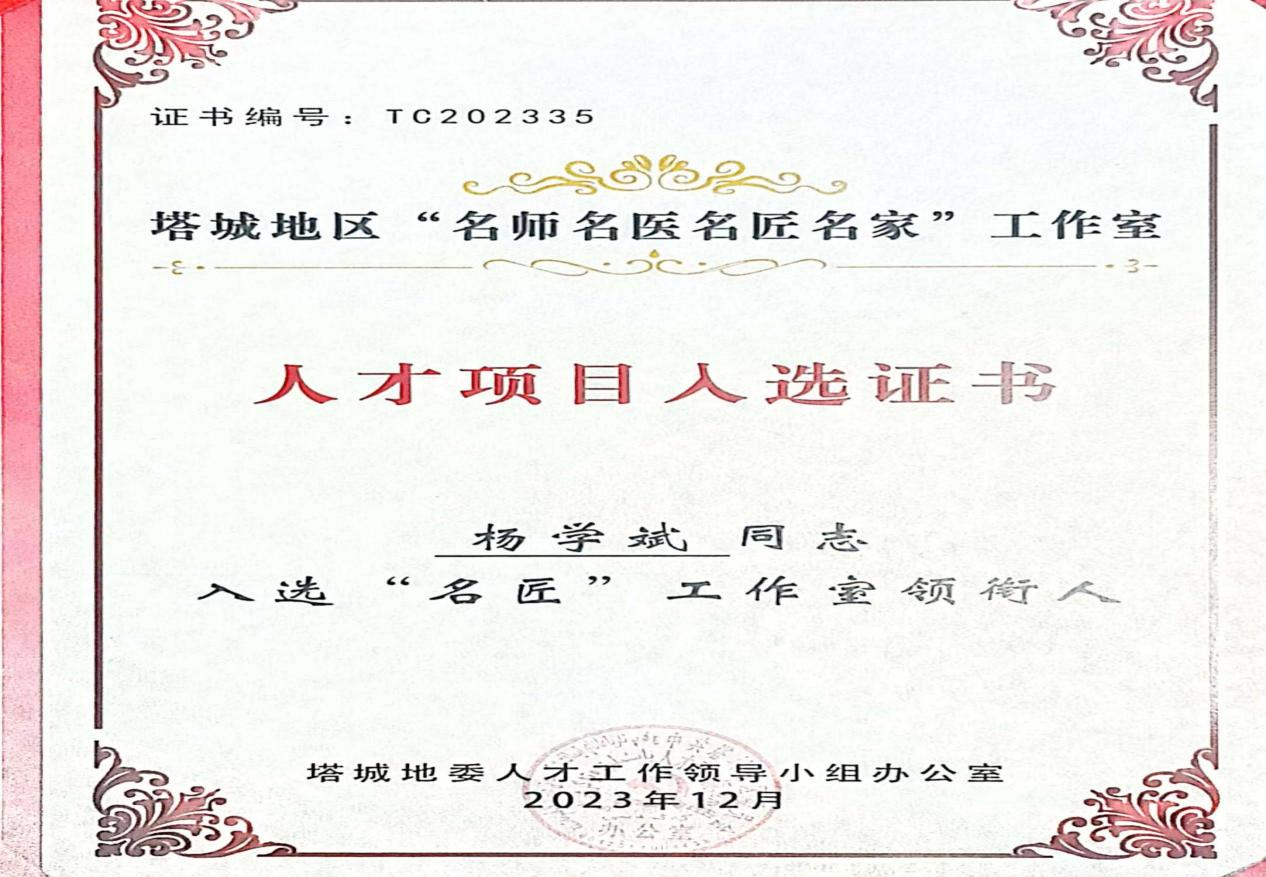 证书编号：TC202335
塔城地区“名师名医名匠名家”工作室
人才项目入选证书
杨学斌 同志
入选“名匠”工作室领衔人
塔城地委人才工作领导小组办公室
2023年12月
办公室